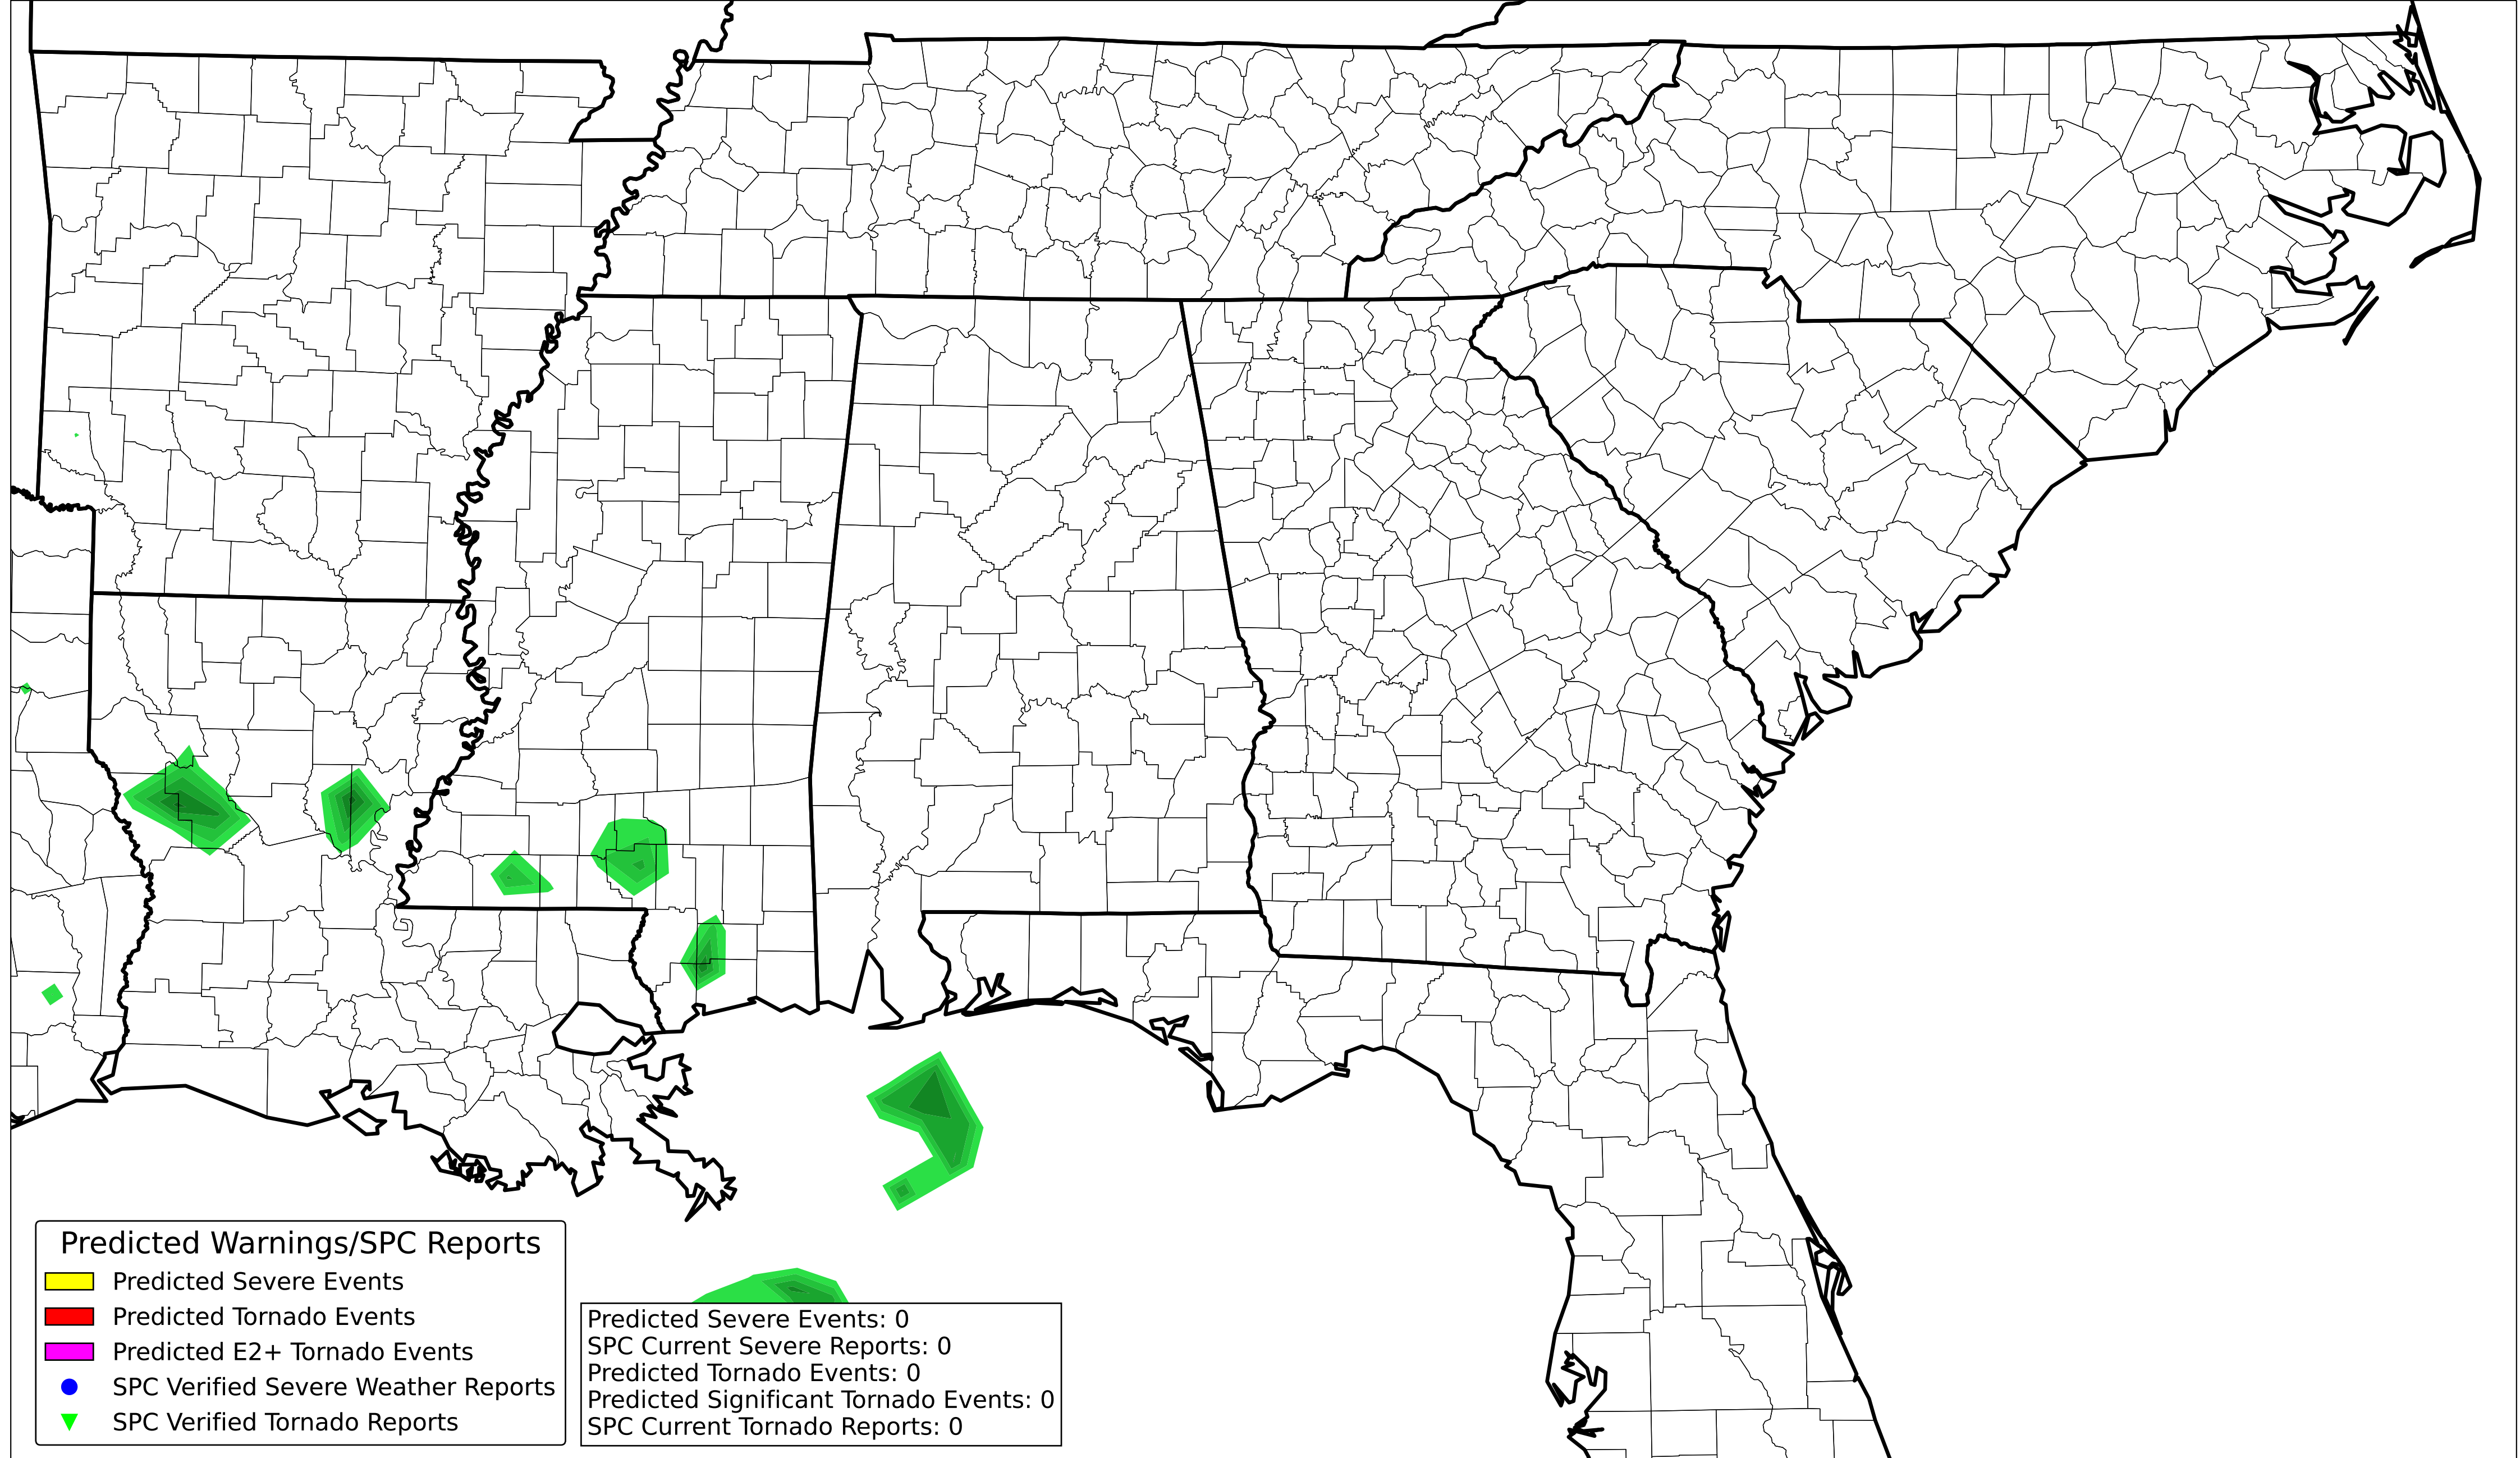 Predicted Warnings/SPC Reports
Predicted Severe Events
Predicted Tornado Events
Predicted E2+ Tornado Events
SPC Verified Severe Weather Reports
SPC Verified Tornado Reports
Predicted Severe Events: 0
SPC Current Severe Reports: 0
Predicted Tornado Events: 0
Predicted Significant Tornado Events: 0
SPC Current Tornado Reports: 0